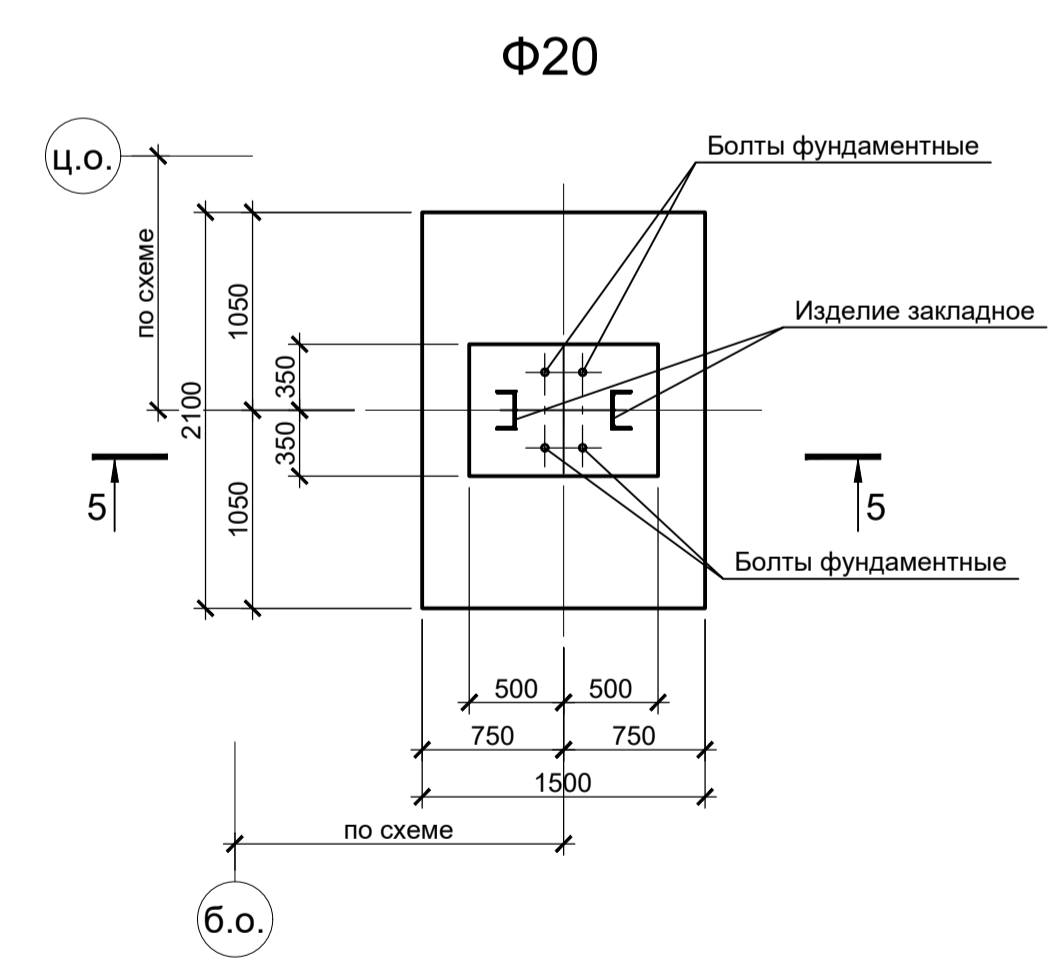 Ф20
ц.о.
Болты фундаментные
по схеме
1050
Изделие закладное
350
2100
350
5
1050
5
Болты фундаментные
500
500
750
750
1500
по схеме
б.о.